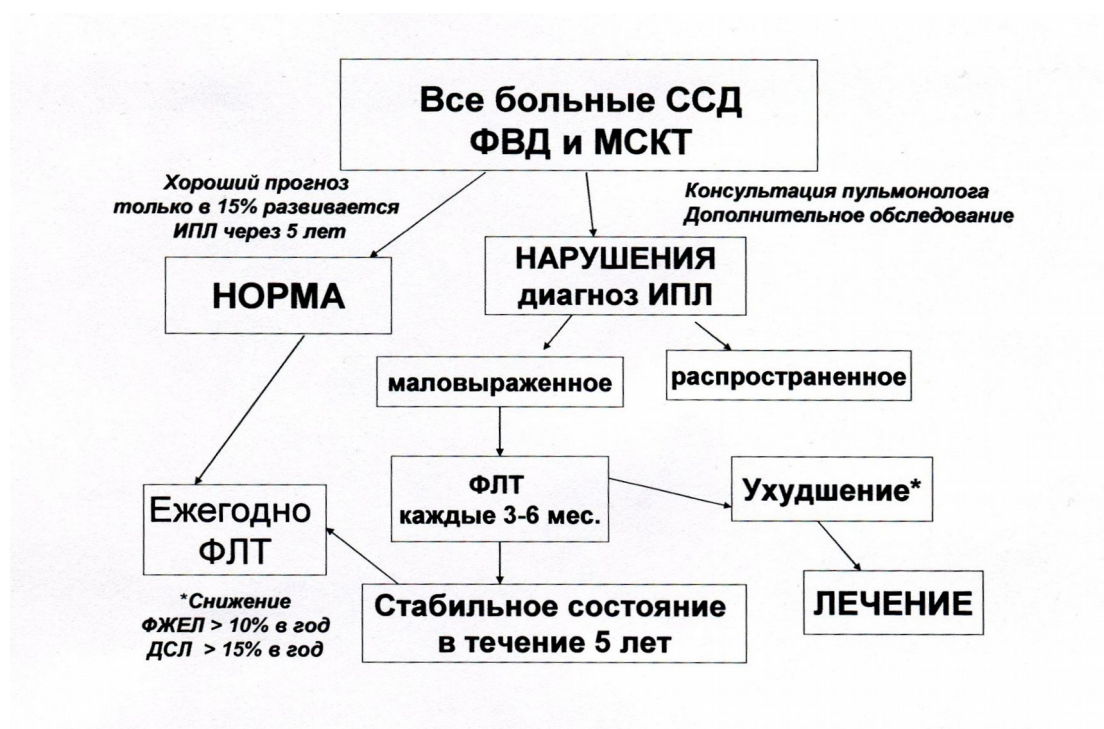 Все больные ССД
ФВД и МСКТ
Хороший прогноз
только в 15% развивается
ИПЛ через 5 лет
Консультация пульмонолога
Дополнительное обследование
НОРМА
НАРУШЕНИЯ
диагноз ИПЛ
маловыраженное
распространенное
ФЛТ
каждые 3-6 мес.
Ухудшение*
Ежегодно
ФЛТ
*Снижение
ФЖЕЛ > 10% в год
ДСЛ > 15% в год
Стабильное состояние
в течение 5 лет
ЛЕЧЕНИЕ